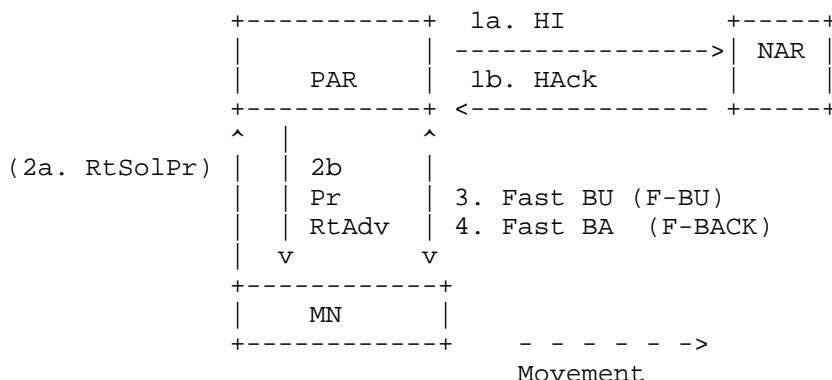 1a. HI
NAR
PAR
1b. HAck
(2a. RtSolPr)
2b
Pr
3. Fast BU (F-BU)
RtAdv
4. Fast BA (F-BACK)
MN
Movement